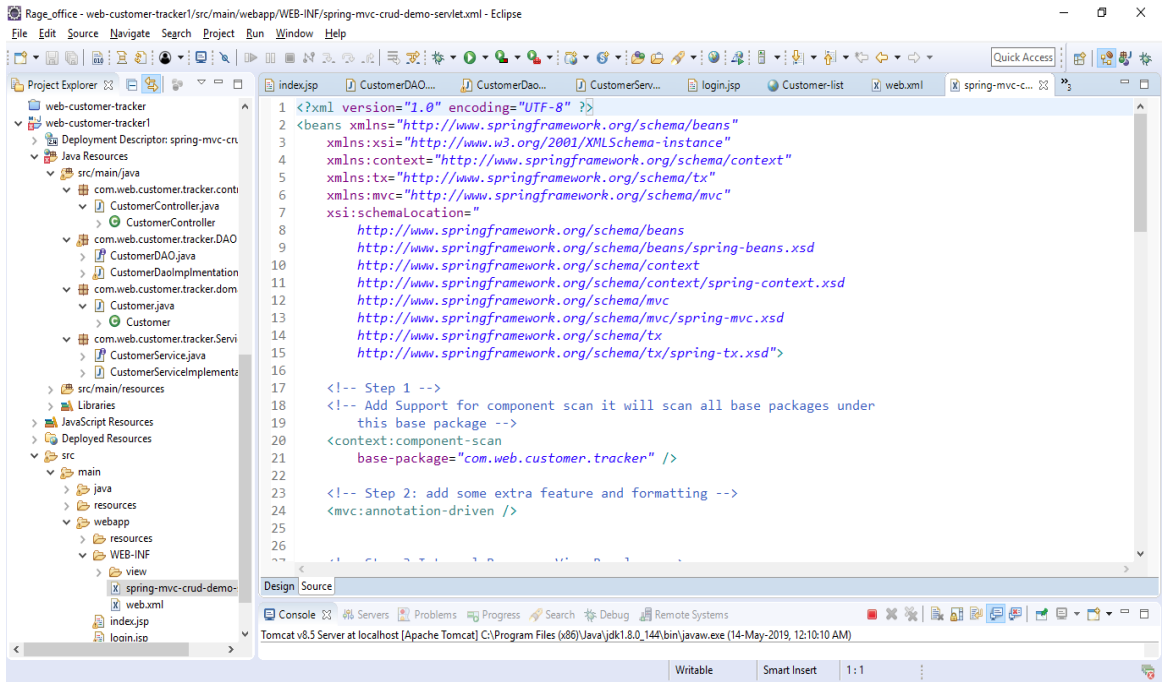 Rage_office - web-customer-tracker1/src/main/webapp/WEB-INF/spring-mvc-crud-demo-servlet.xml - Eclipse
File Edit Source Navigate Search Project Run Window Help
Quick Access
Project Explorer
index.jsp CustomerDAO.... CustomerDao... CustomerServ... login.jsp Customer-list web.xml spring-mvc-c... »3
web-customer-tracker
web-customer-tracker1
Deployment Descriptor: spring-mvc-cru
Java Resources
src/main/java
com.web.customer.tracker.contr
CustomerController.java
CustomerController
com.web.customer.tracker.DAO
CustomerDAO.java
CustomerDaoImplmentation
com.web.customer.tracker.dom
Customer.java
Customer
com.web.customer.tracker.Servi
CustomerService.java
CustomerServiceImplementa
src/main/resources
Libraries
JavaScript Resources
Deployed Resources
src
main
java
resources
webapp
resources
WEB-INF
view
spring-mvc-crud-demo-
web.xml
index.jsp
login.jsp
1 <?xml version="1.0" encoding="UTF-8" ?>
2 <beans xmlns="http://www.springframework.org/schema/beans"
3 xmlns:xsi="http://www.w3.org/2001/XMLSchema-instance"
4 xmlns:context="http://www.springframework.org/schema/context"
5 xmlns:tx="http://www.springframework.org/schema/tx"
6 xmlns:mvc="http://www.springframework.org/schema/mvc"
7 xsi:schemaLocation="
8 http://www.springframework.org/schema/beans
9 http://www.springframework.org/schema/beans/spring-beans.xsd
10 http://www.springframework.org/schema/context
11 http://www.springframework.org/schema/context/spring-context.xsd
12 http://www.springframework.org/schema/mvc
13 http://www.springframework.org/schema/mvc/spring-mvc.xsd
14 http://www.springframework.org/schema/tx
15 http://www.springframework.org/schema/tx/spring-tx.xsd">
16
17 <!-- Step 1 -->
18 <!-- Add Support for component scan it will scan all base packages under
19 this base package -->
20 <context:component-scan
21 base-package="com.web.customer.tracker" />
22
23 <!-- Step 2: add some extra feature and formatting -->
24 <mvc:annotation-driven />
25
26
Design Source
Console Servers Problems Progress Search Debug Remote Systems
Tomcat v8.5 Server at localhost [Apache Tomcat] C:\Program Files (x86)\Java\jdk1.8.0_144\bin\javaw.exe (14-May-2019, 12:10:10 AM)
Writable Smart Insert 1 : 1